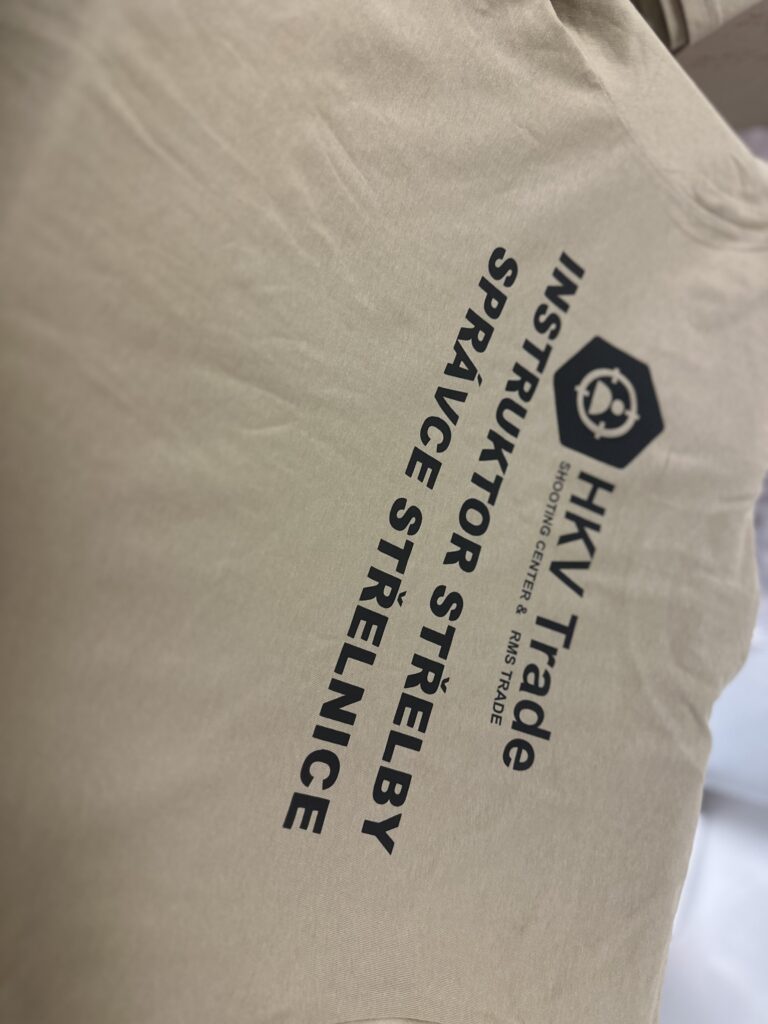 HKV Trade
SHOOTING CENTER & RMS TRADE
INSTRUKTOR STŘELBY
SPRÁVCE STŘELNICE